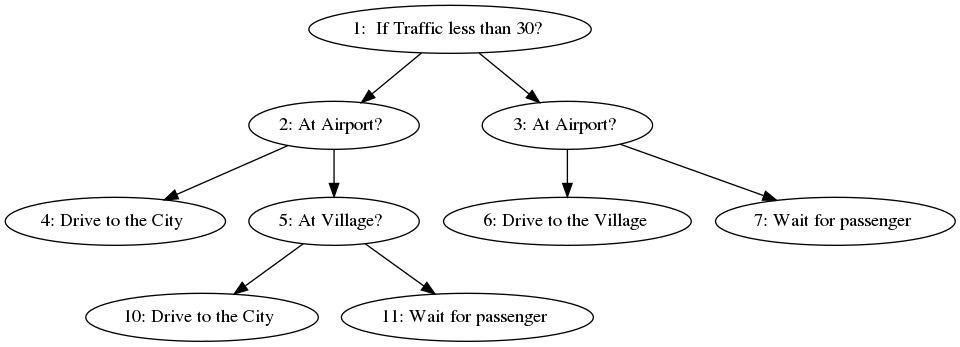 1:  If Traffic less than 30?
2: At Airport?
3: At Airport?
4: Drive to the City
5: At Village?
6: Drive to the Village
7: Wait for passenger
10: Drive to the City
11: Wait for passenger